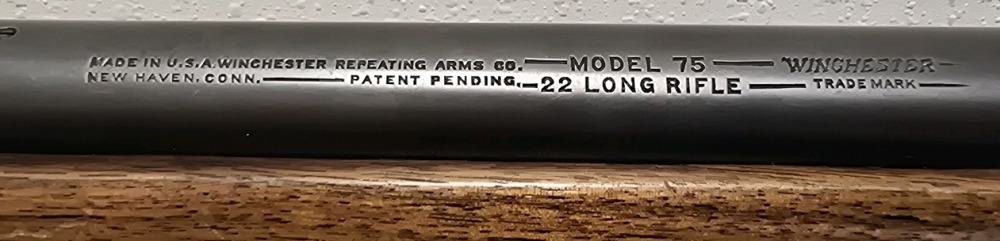 MADE IN U.S.A. WINCHESTER REPEATING ARMS CO. — MODEL 75 — WINCHESTER —
NEW HAVEN, CONN. — PATENT PENDING. — 22 LONG RIFLE — TRADE MARK —